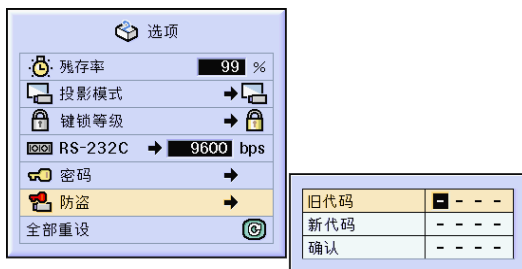 选项
残存率 99 %
投影模式
键锁等级
RS-232C 9600 bps
密码
防盗
全部重设
旧代码 - - - -
新代码 - - - -
确认 - - - -